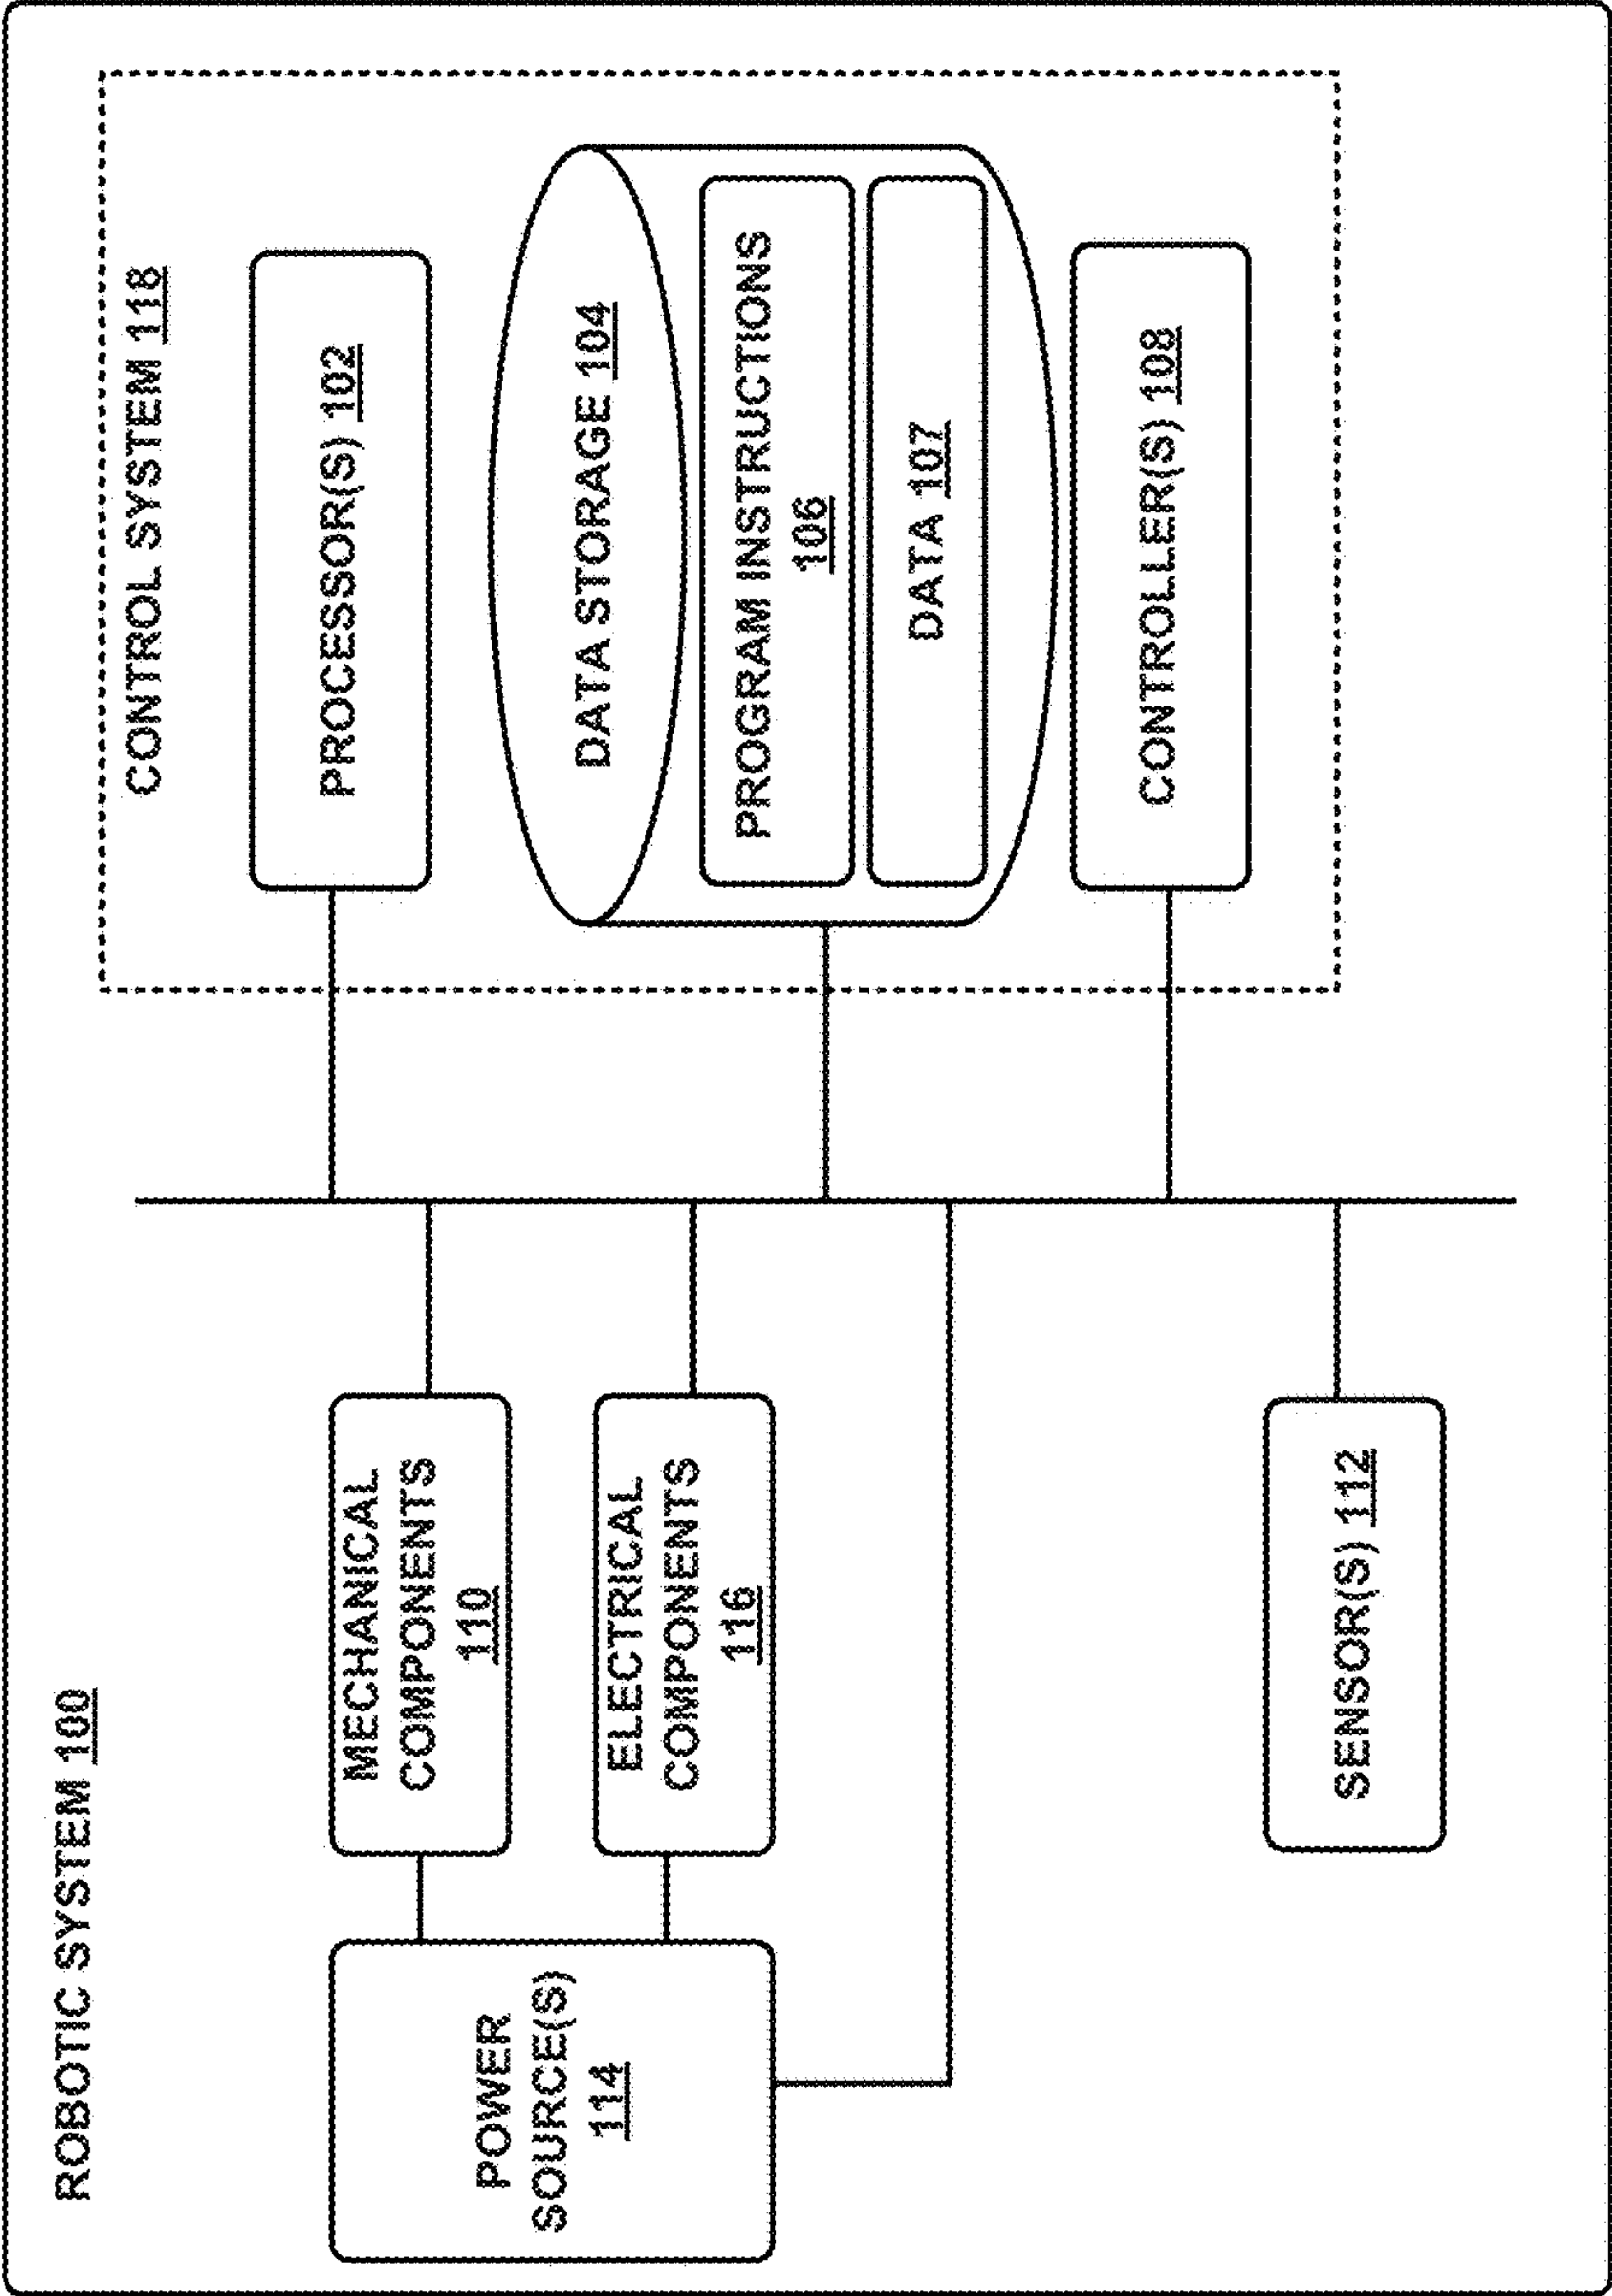 ROBOTIC SYSTEM 100
POWER
SOURCE(S)
114
MECHANICAL
COMPONENTS
110
ELECTRICAL
COMPONENTS
116
SENSOR(S) 112
CONTROL SYSTEM 118
PROCESSOR(S) 102
DATA STORAGE 104
PROGRAM INSTRUCTIONS
106
DATA 107
CONTROLLER(S) 108